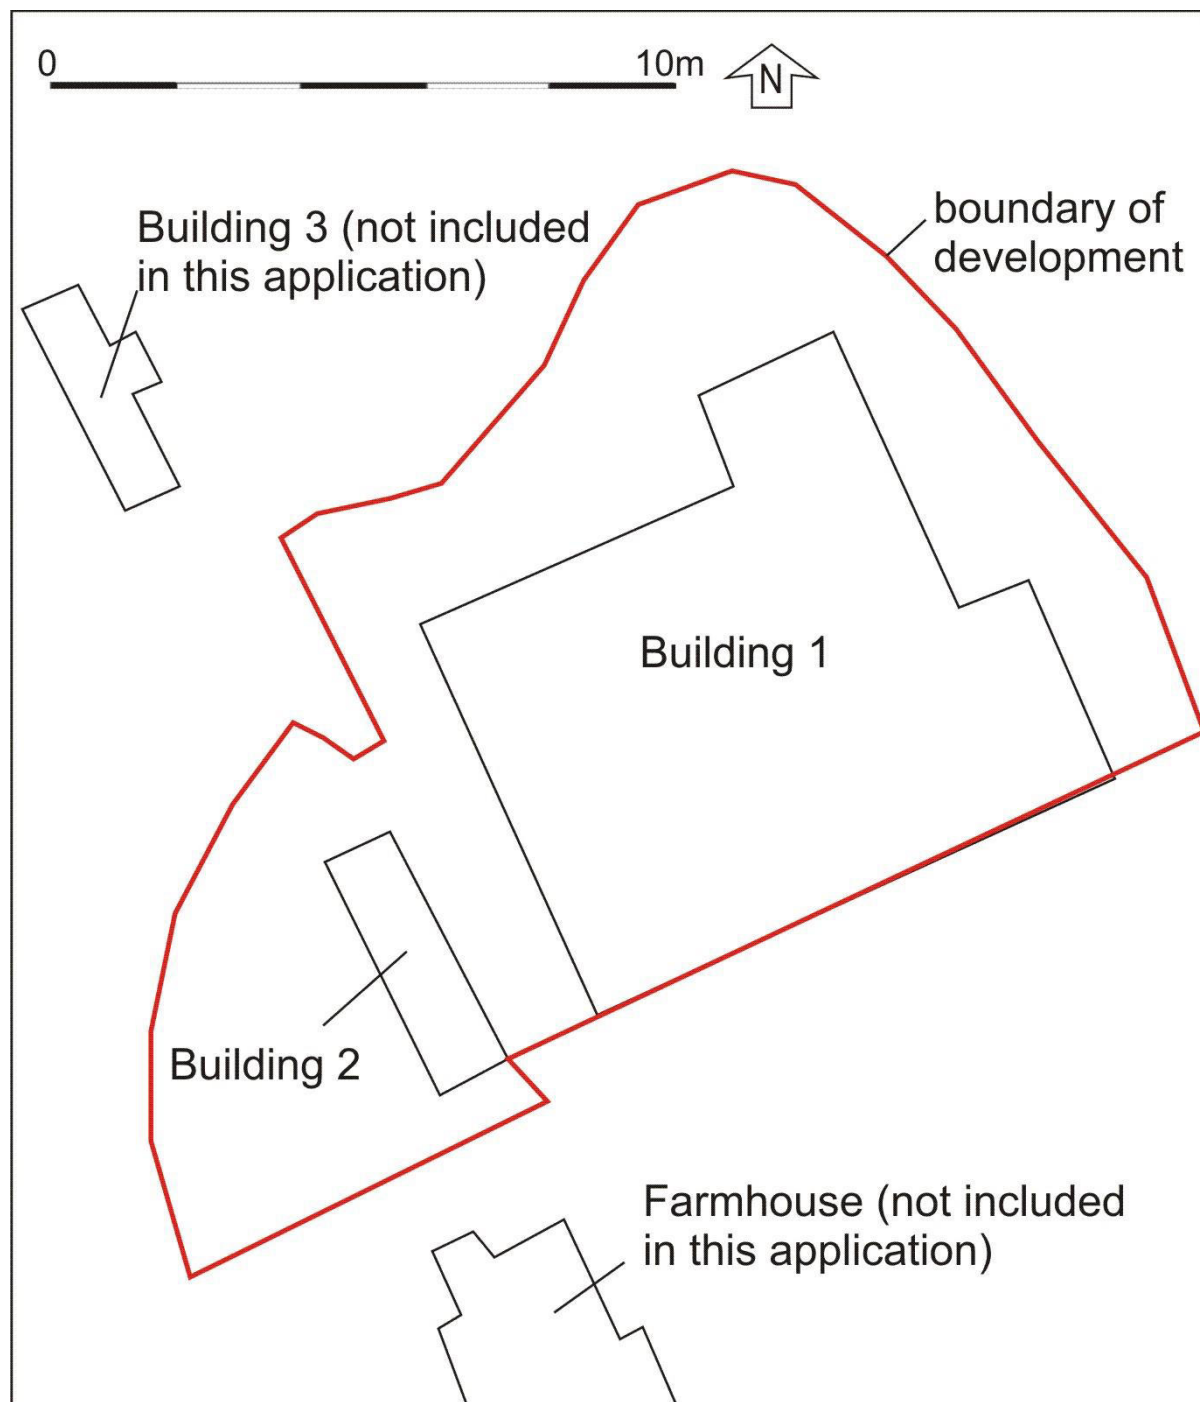 0 10m N
Building 3 (not included
in this application)
boundary of
development
Building 1
Building 2
Farmhouse (not included
in this application)